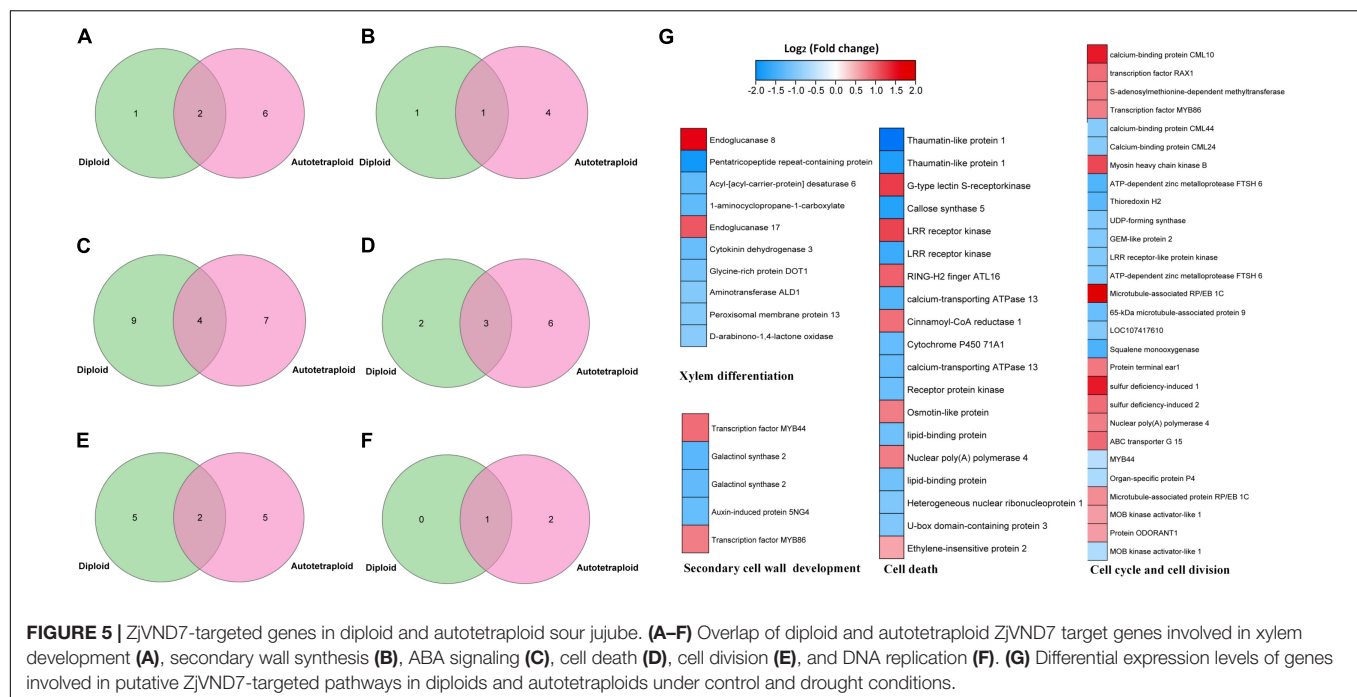 A
1
2
6
Diploid
Autotetraploid
B
1
1
4
Diploid
Autotetraploid
C
9
4
7
Diploid
Autotetraploid
D
2
3
6
Diploid
Autotetraploid
E
5
2
5
Diploid
Autotetraploid
F
0
1
2
Diploid
Autotetraploid
G
Log2 (Fold change)
-2.0 -1.5 -1.0 -0.5 0.0 0.5 1.0 1.5 2.0
Endoglucanase 8
Pentatricopeptide repeat-containing protein
Acyl-[acyl-carrier-protein] desaturase 6
1-aminocyclopropane-1-carboxylate
Endoglucanase 17
Cytokinin dehydrogenase 3
Glycine-rich protein DOT1
Aminotransferase ALD1
Peroxisomal membrane protein 13
D-arabinono-1,4-lactone oxidase
Xylem differentiation
Transcription factor MYB44
Galactinol synthase 2
Galactinol synthase 2
Auxin-induced protein 5NG4
Transcription factor MYB86
Secondary cell wall development
Thaumatin-like protein 1
Thaumatin-like protein 1
G-type lectin S-receptorkinase
Callose synthase 5
LRR receptor kinase
LRR receptor kinase
RING-H2 finger ATL16
calcium-transporting ATPase 13
Cinnamoyl-CoA reductase 1
Cytochrome P450 71A1
calcium-transporting ATPase 13
Receptor protein kinase
Osmotin-like protein
lipid-binding protein
Nuclear poly(A) polymerase 4
lipid-binding protein
Heterogeneous nuclear ribonucleoprotein 1
U-box domain-containing protein 3
Ethylene-insensitive protein 2
Cell death
calcium-binding protein CML10
transcription factor RAX1
S-adenosylmethionine-dependent methyltransferase
Transcription factor MYB86
calcium-binding protein CML44
Calcium-binding protein CML24
Myosin heavy chain kinase B
ATP-dependent zinc metalloprotease FTSH 6
Thioredoxin H2
UDP-forming synthase
GEM-like protein 2
LRR receptor-like protein kinase
ATP-dependent zinc metalloprotease FTSH 6
Microtubule-associated RP/EB 1C
65-kDa microtubule-associated protein 9
LOC107417610
Squalene monooxygenase
Protein terminal ear1
sulfur deficiency-induced 1
sulfur deficiency-induced 2
Nuclear poly(A) polymerase 4
ABC transporter G 15
MYB44
Organ-specific protein P4
Microtubule-associated protein RP/EB 1C
MOB kinase activator-like 1
Protein ODORANT1
MOB kinase activator-like 1
Cell cycle and cell division
FIGURE 5 | ZjVND7-targeted genes in diploid and autotetraploid sour jujube. (A–F) Overlap of diploid and autotetraploid ZjVND7 target genes involved in xylem
development (A), secondary wall synthesis (B), ABA signaling (C), cell death (D), cell division (E), and DNA replication (F). (G) Differential expression levels of genes
involved in putative ZjVND7-targeted pathways in diploids and autotetraploids under control and drought conditions.